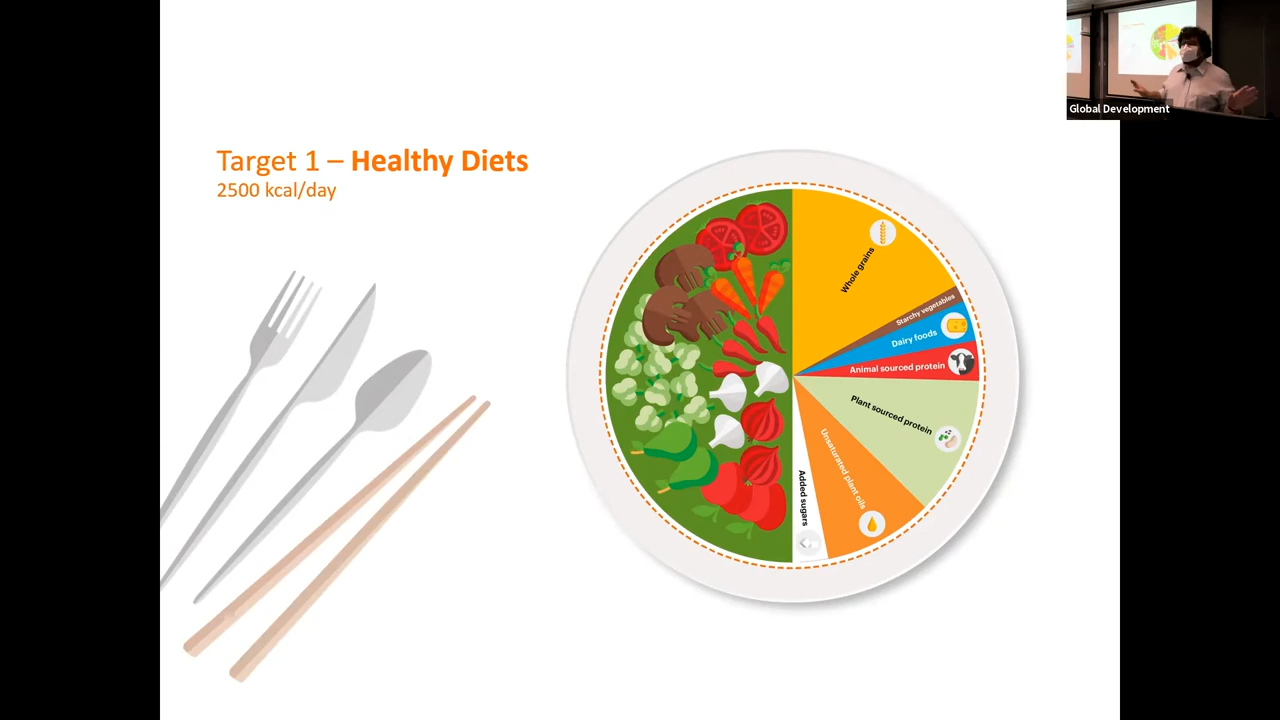 Target 1 – Healthy Diets
2500 kcal/day
Global Development
Whole grains
Starchy vegetables
Dairy foods
Animal sourced protein
Plant sourced protein
Unsaturated plant oils
Added sugars